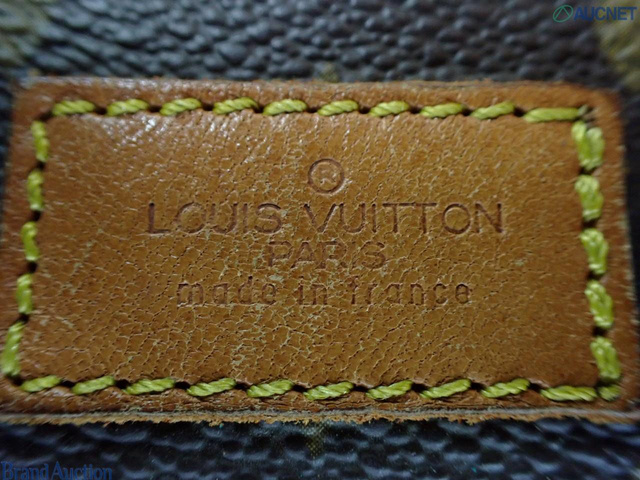 AUCNET
®
LOUIS VUITTON
PARIS
made in france
Brand Auction